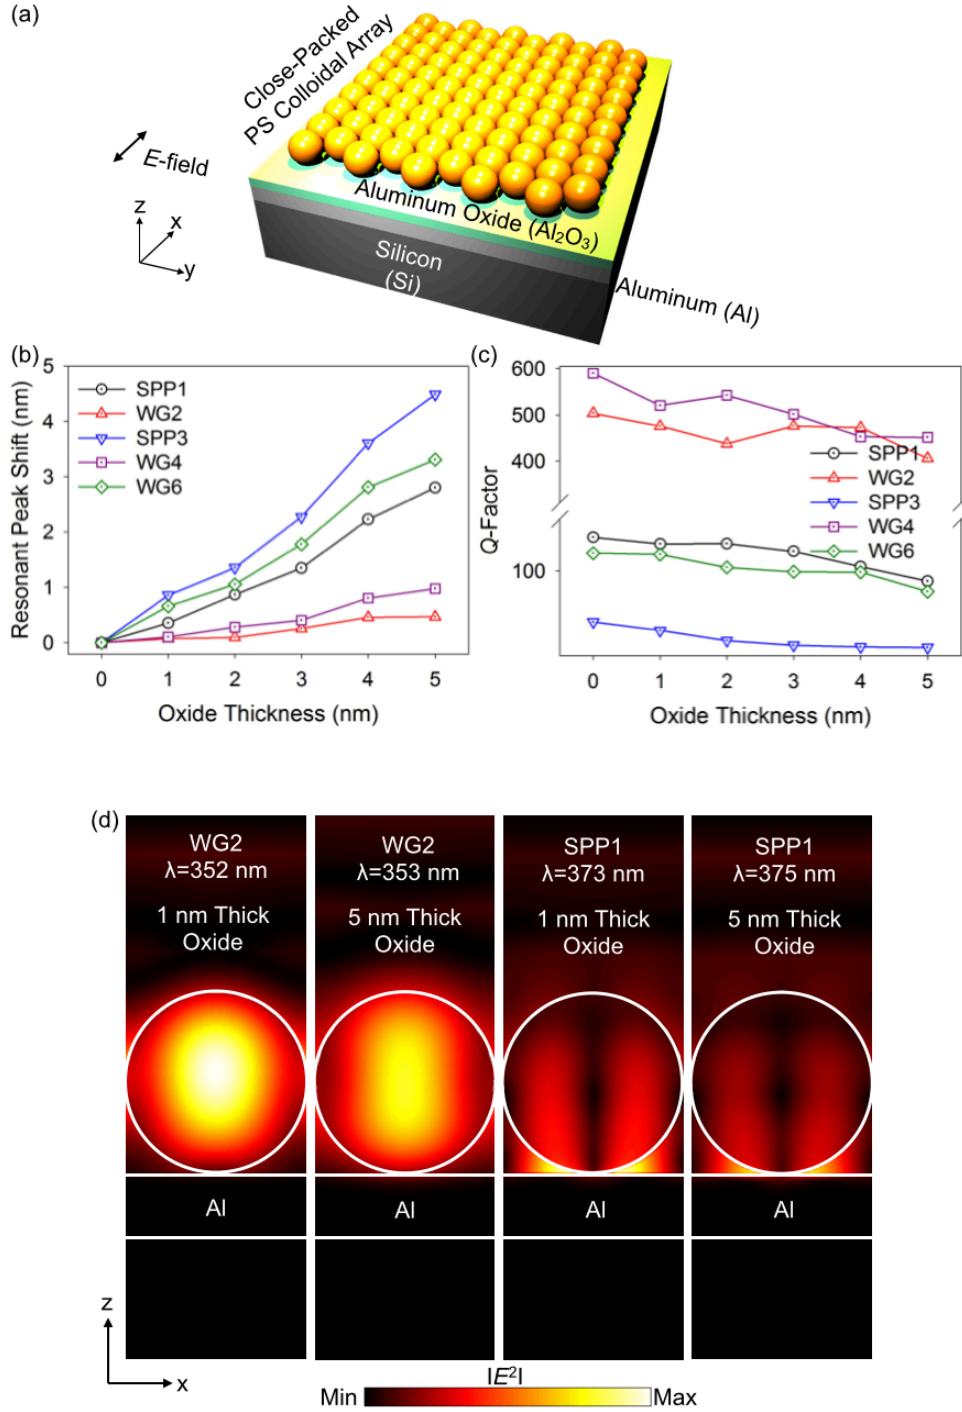 (a)
Close-Packed
PS Colloidal Array
E-field
z
x
y
Aluminum Oxide (Al₂O₃)
Silicon
(Si)
Aluminum (Al)
(b)
Resonant Peak Shift (nm)
5
4
3
2
1
0
SPP1
WG2
SPP3
WG4
WG6
0 1 2 3 4 5
Oxide Thickness (nm)
(c)
Q-Factor
600
500
400
100
SPP1
WG2
SPP3
WG4
WG6
0 1 2 3 4 5
Oxide Thickness (nm)
(d)
WG2
λ=352 nm
1 nm Thick
Oxide
Al
WG2
λ=353 nm
5 nm Thick
Oxide
Al
SPP1
λ=373 nm
1 nm Thick
Oxide
Al
SPP1
λ=375 nm
5 nm Thick
Oxide
Al
z
x
|E²|
Min Max